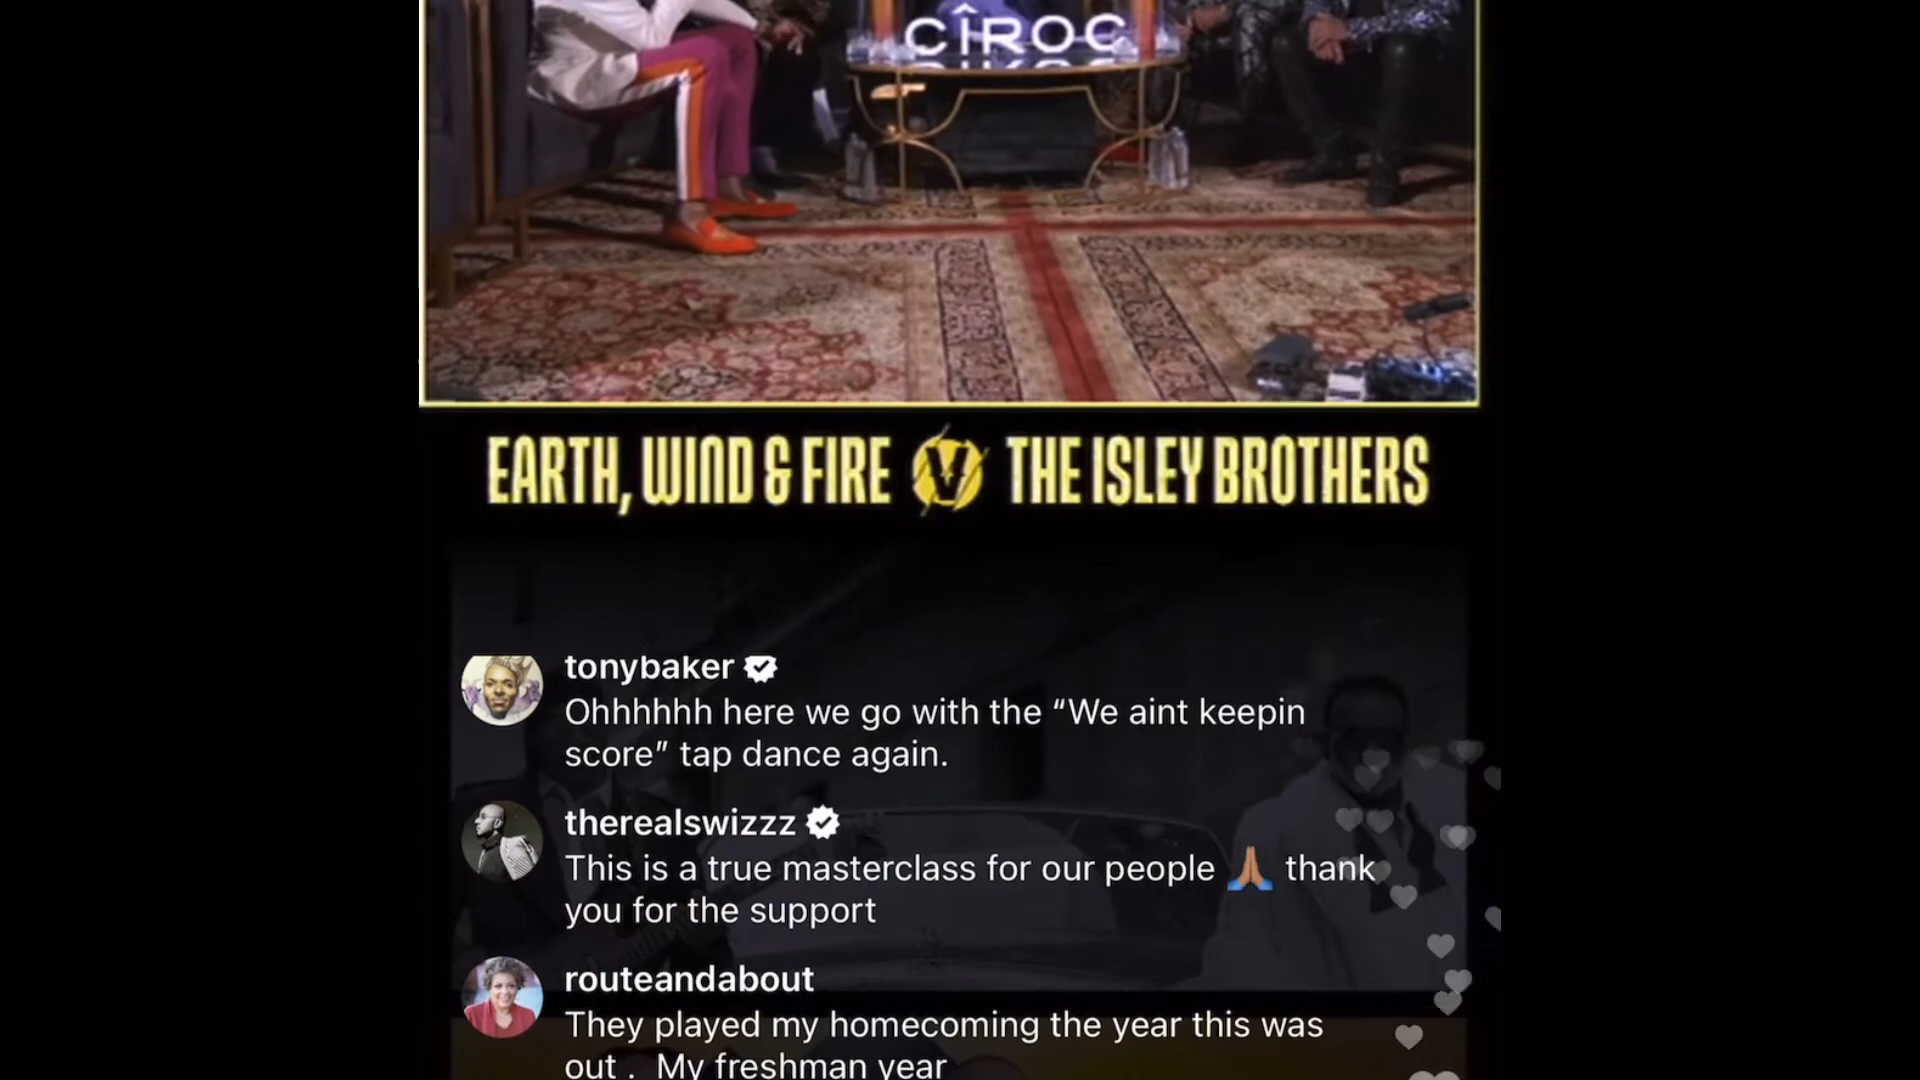 CÎROC
EARTH, WIND & FIRE V THE ISLEY BROTHERS
tonybaker
Ohhhhhh here we go with the “We aint keepin
score” tap dance again.
therealswizzz
This is a true masterclass for our people 🙏🏽 thank
you for the support
routeandabout
They played my homecoming the year this was
out . My freshman year